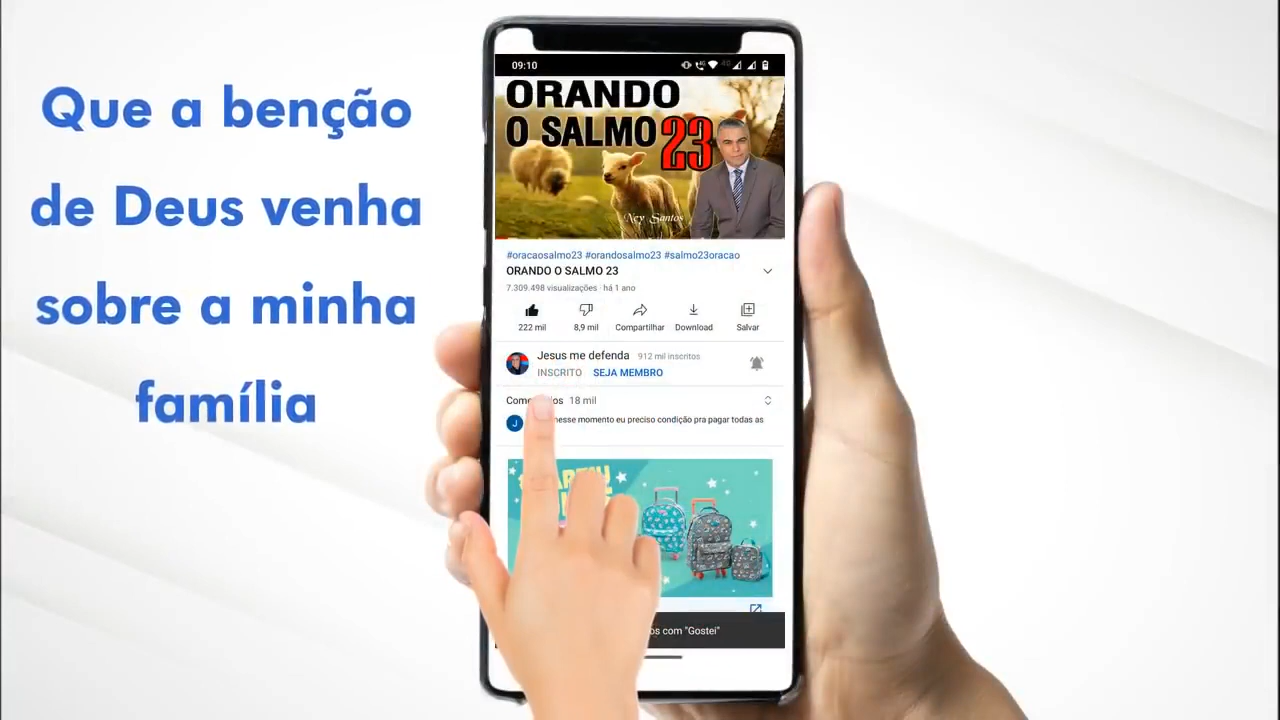 Que a benção
de Deus venha
sobre a minha
família
09:10
ORANDO
O SALMO 23
Ney Santos
#oracaosalmo23 #orandosalmo23 #salmo23oracao
ORANDO O SALMO 23
7.309.498 visualizações · há 1 ano
222 mil 8,9 mil Compartilhar Download Salvar
Jesus me defenda 912 mil inscritos
INSCRITO SEJA MEMBRO
18 mil
J
nesse momento eu preciso condição pra pagar todas as
com "Gostei"